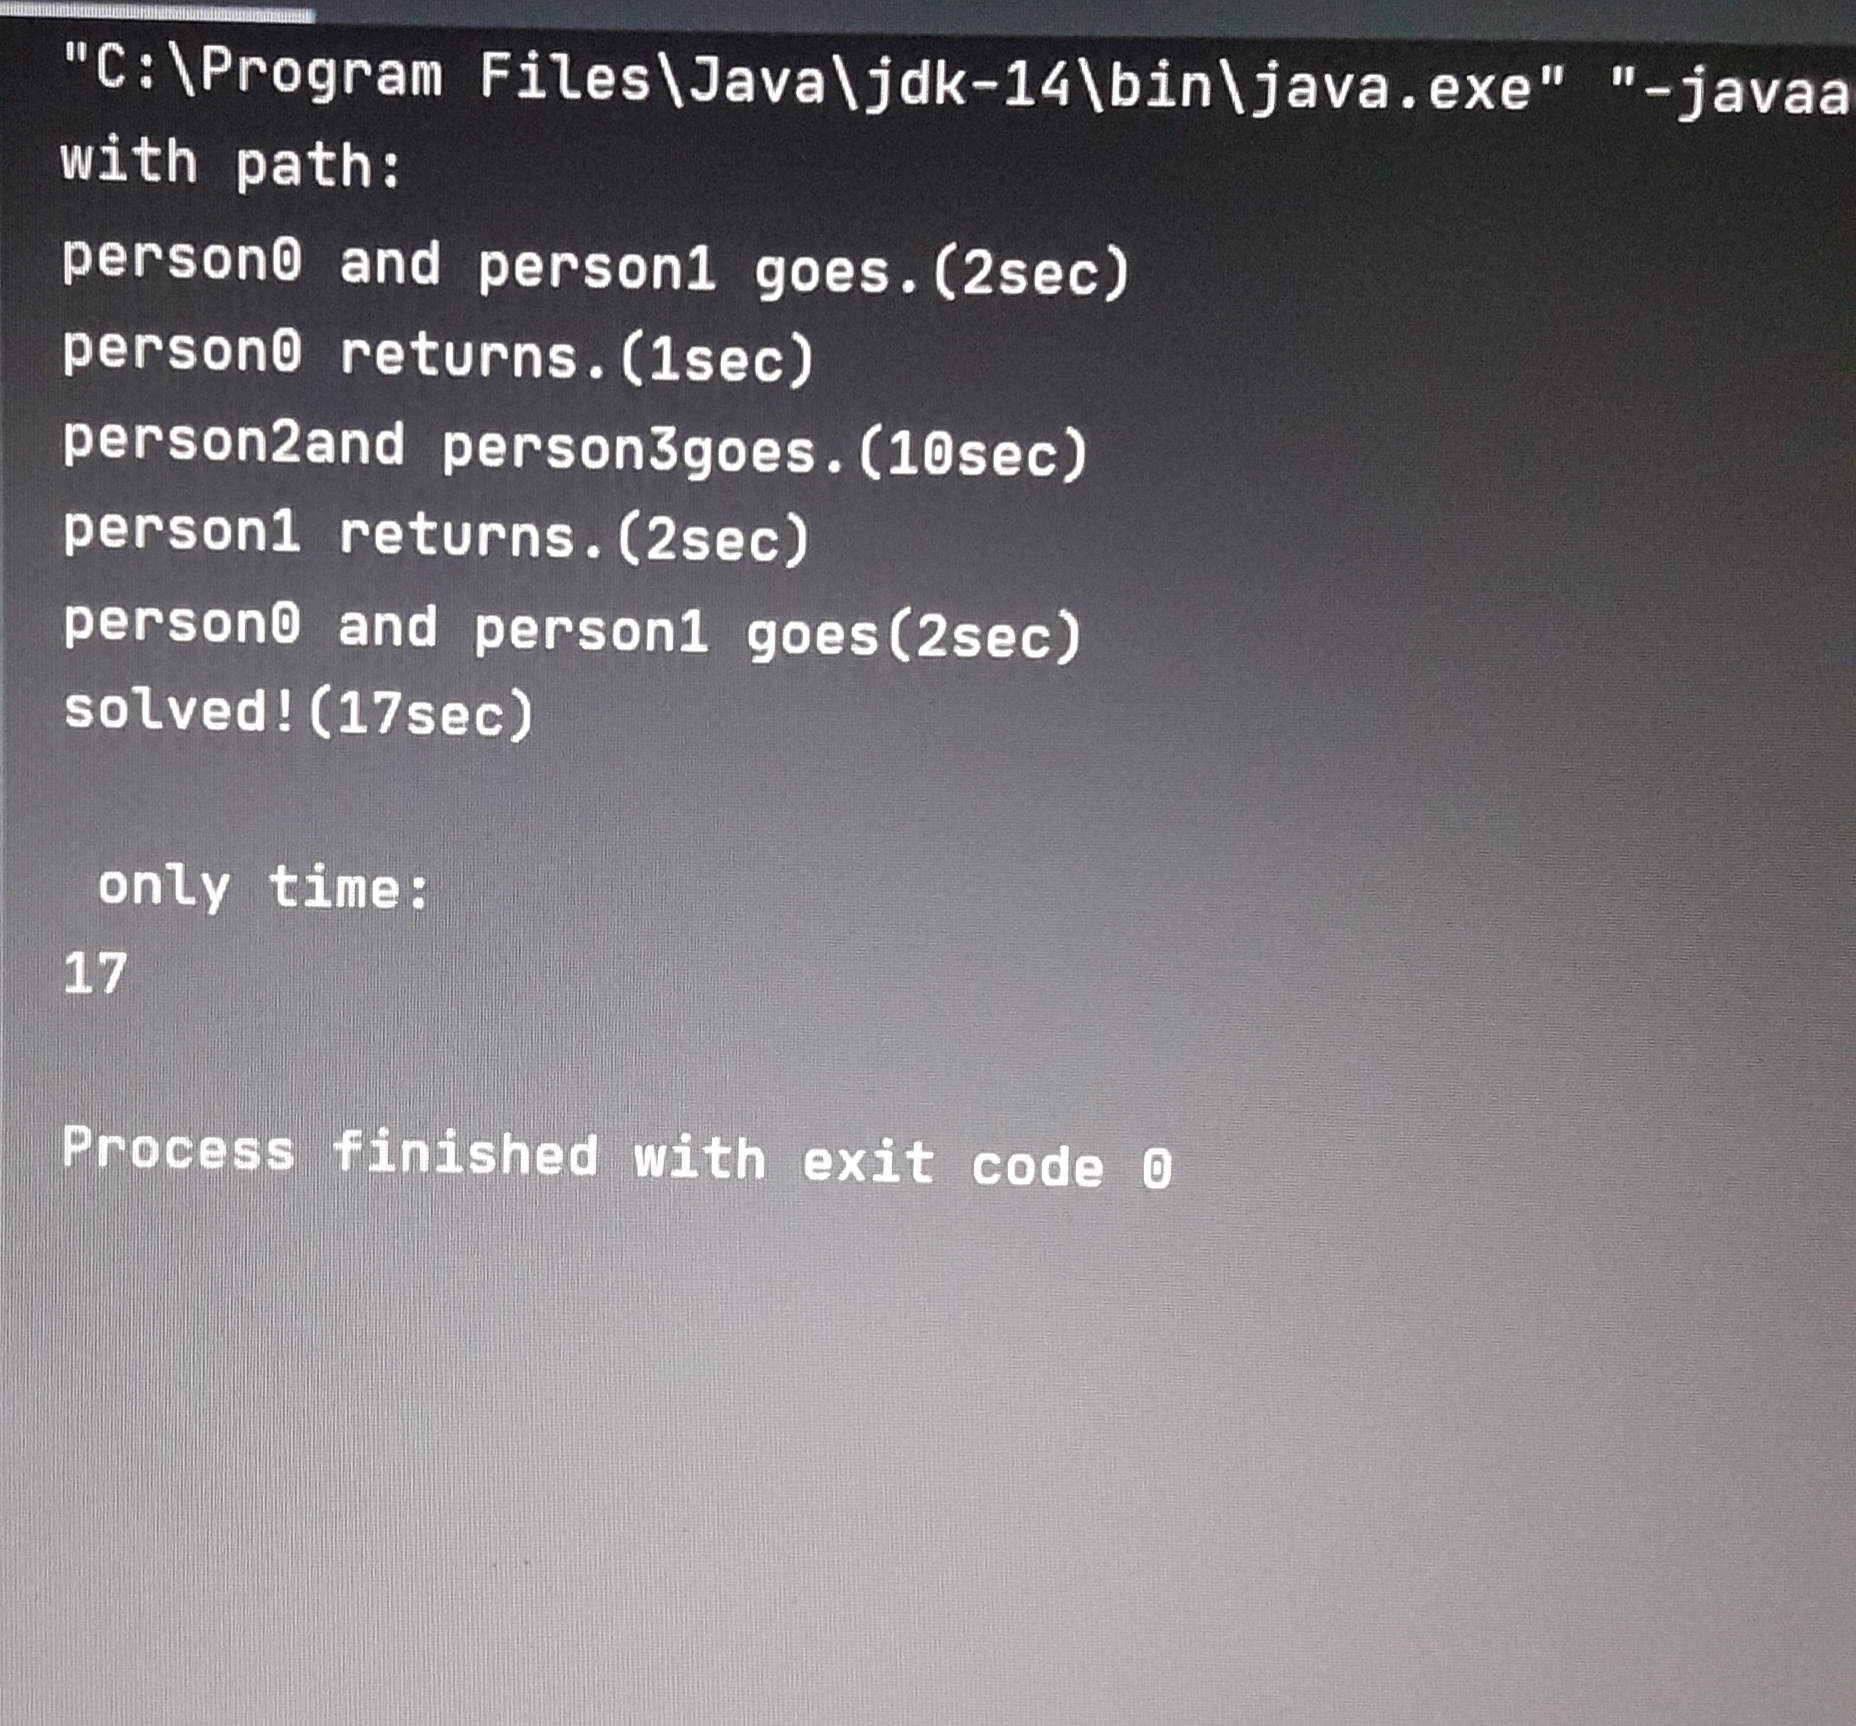 "C:\Program Files\Java\jdk-14\bin\java.exe" "-javaa
with path:
person0 and person1 goes.(2sec)
person0 returns.(1sec)
person2and person3goes.(10sec)
person1 returns.(2sec)
person0 and person1 goes(2sec)
solved!(17sec)
only time:
17
Process finished with exit code 0